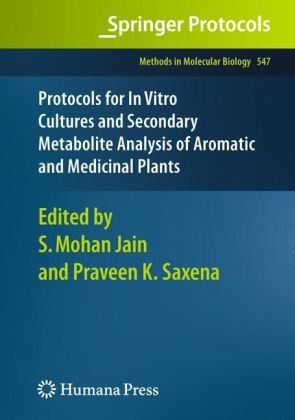 Springer Protocols
Methods in Molecular Biology 547
Protocols for In Vitro
Cultures and Secondary
Metabolite Analysis of Aromatic
and Medicinal Plants
Edited by
S. Mohan Jain
and Praveen K. Saxena
Humana Press